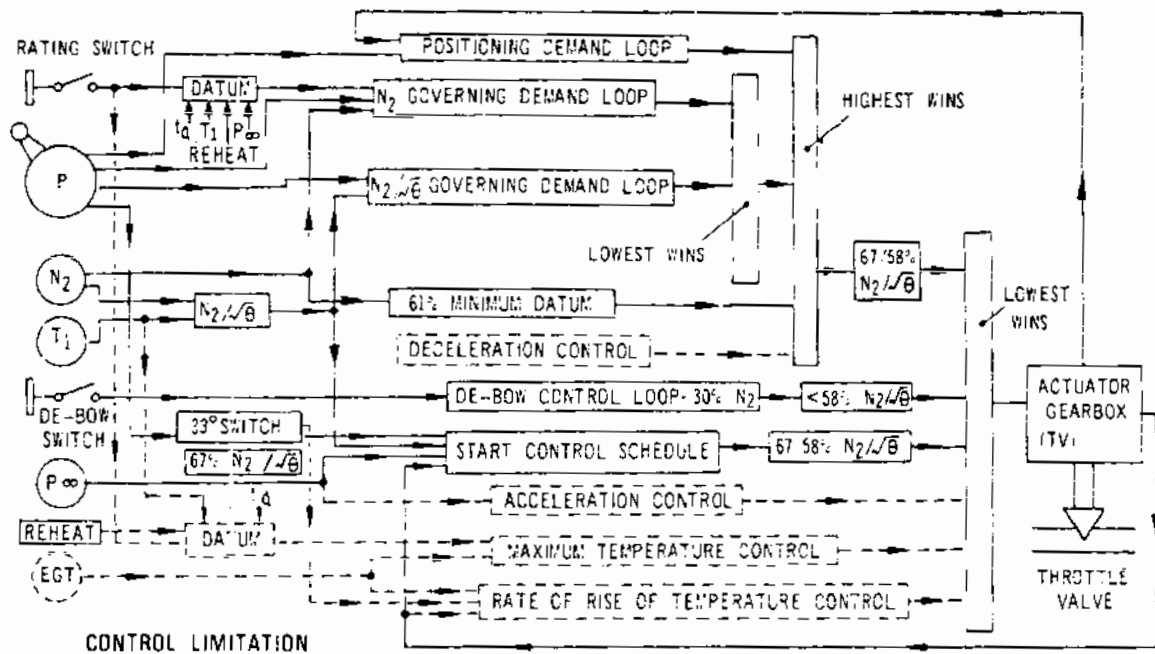 RATING SWITCH
POSITIONING DEMAND LOOP
DATUM
N₂ GOVERNING DEMAND LOOP
HIGHEST WINS
T₁ P∞
REHEAT
P
N₂/√θ GOVERNING DEMAND LOOP
LOWEST WINS
67/58%
N₂/√θ
N₂
N₂/√θ
61% MINIMUM DATUM
LOWEST
WINS
T₁
DECELERATION CONTROL
DE-BOW
SWITCH
DE-BOW CONTROL LOOP-30% N₂
<58% N₂/√θ
ACTUATOR
GEARBOX
(TV)
33° SWITCH
67% N₂/√θ
START CONTROL SCHEDULE
67 58% N₂/√θ
P∞
ACCELERATION CONTROL
REHEAT
DATUM
MAXIMUM TEMPERATURE CONTROL
EGT
RATE OF RISE OF TEMPERATURE CONTROL
THROTTLE
VALVE
CONTROL LIMITATION